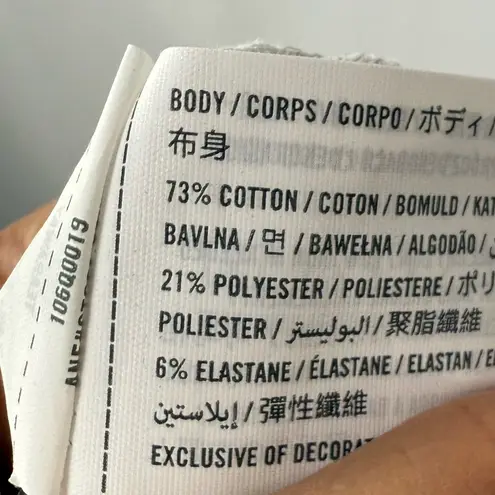 BODY / CORPS / CORPO / ボディ /
布身
73% COTTON / COTON / BOMULD / KAT
BAVLNA / 면 / BAWEŁNA / ALGODÃO /
21% POLYESTER / POLIESTERE / ポリ
POLIESTER / البوليستر / 聚脂纖維
6% ELASTANE / ÉLASTANE / ELASTAN / E
إيلاستين / 彈性纖維
EXCLUSIVE OF DECORAT
106Q0019